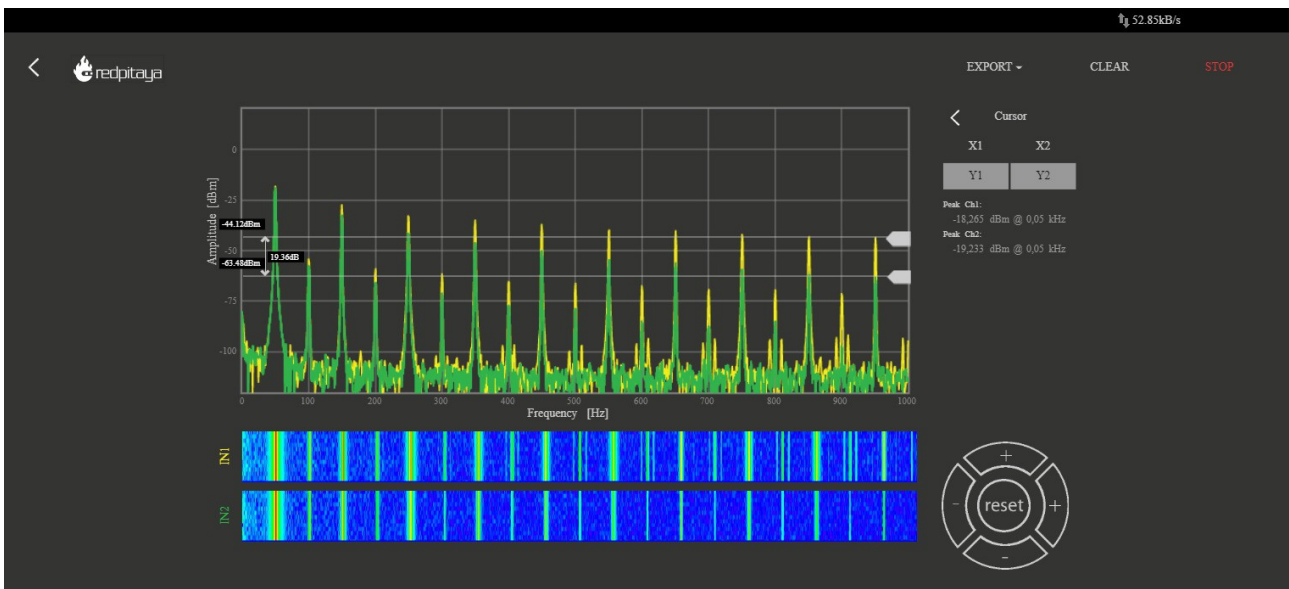 52.85kB/s
redpitaya
EXPORT
CLEAR
STOP
Cursor
X1 X2
Y1 Y2
Peak Ch1:
-18,265 dBm @ 0,05 kHz
Peak Ch2:
-19,233 dBm @ 0,05 kHz
Amplitude [dBm]
0
-25
-44.12dBm
-50
19.36dB
-63.48dBm
-75
-100
0 100 200 300 400 500 600 700 800 900 1000
Frequency [Hz]
IN1
IN2
+
- reset +
-